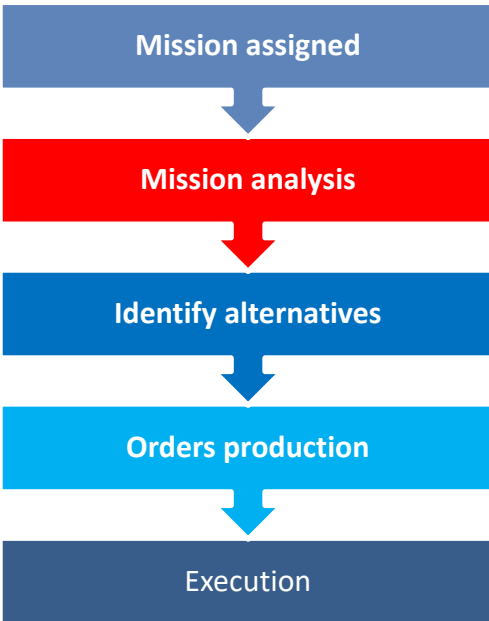 Mission assigned
Mission analysis
Identify alternatives
Orders production
Execution